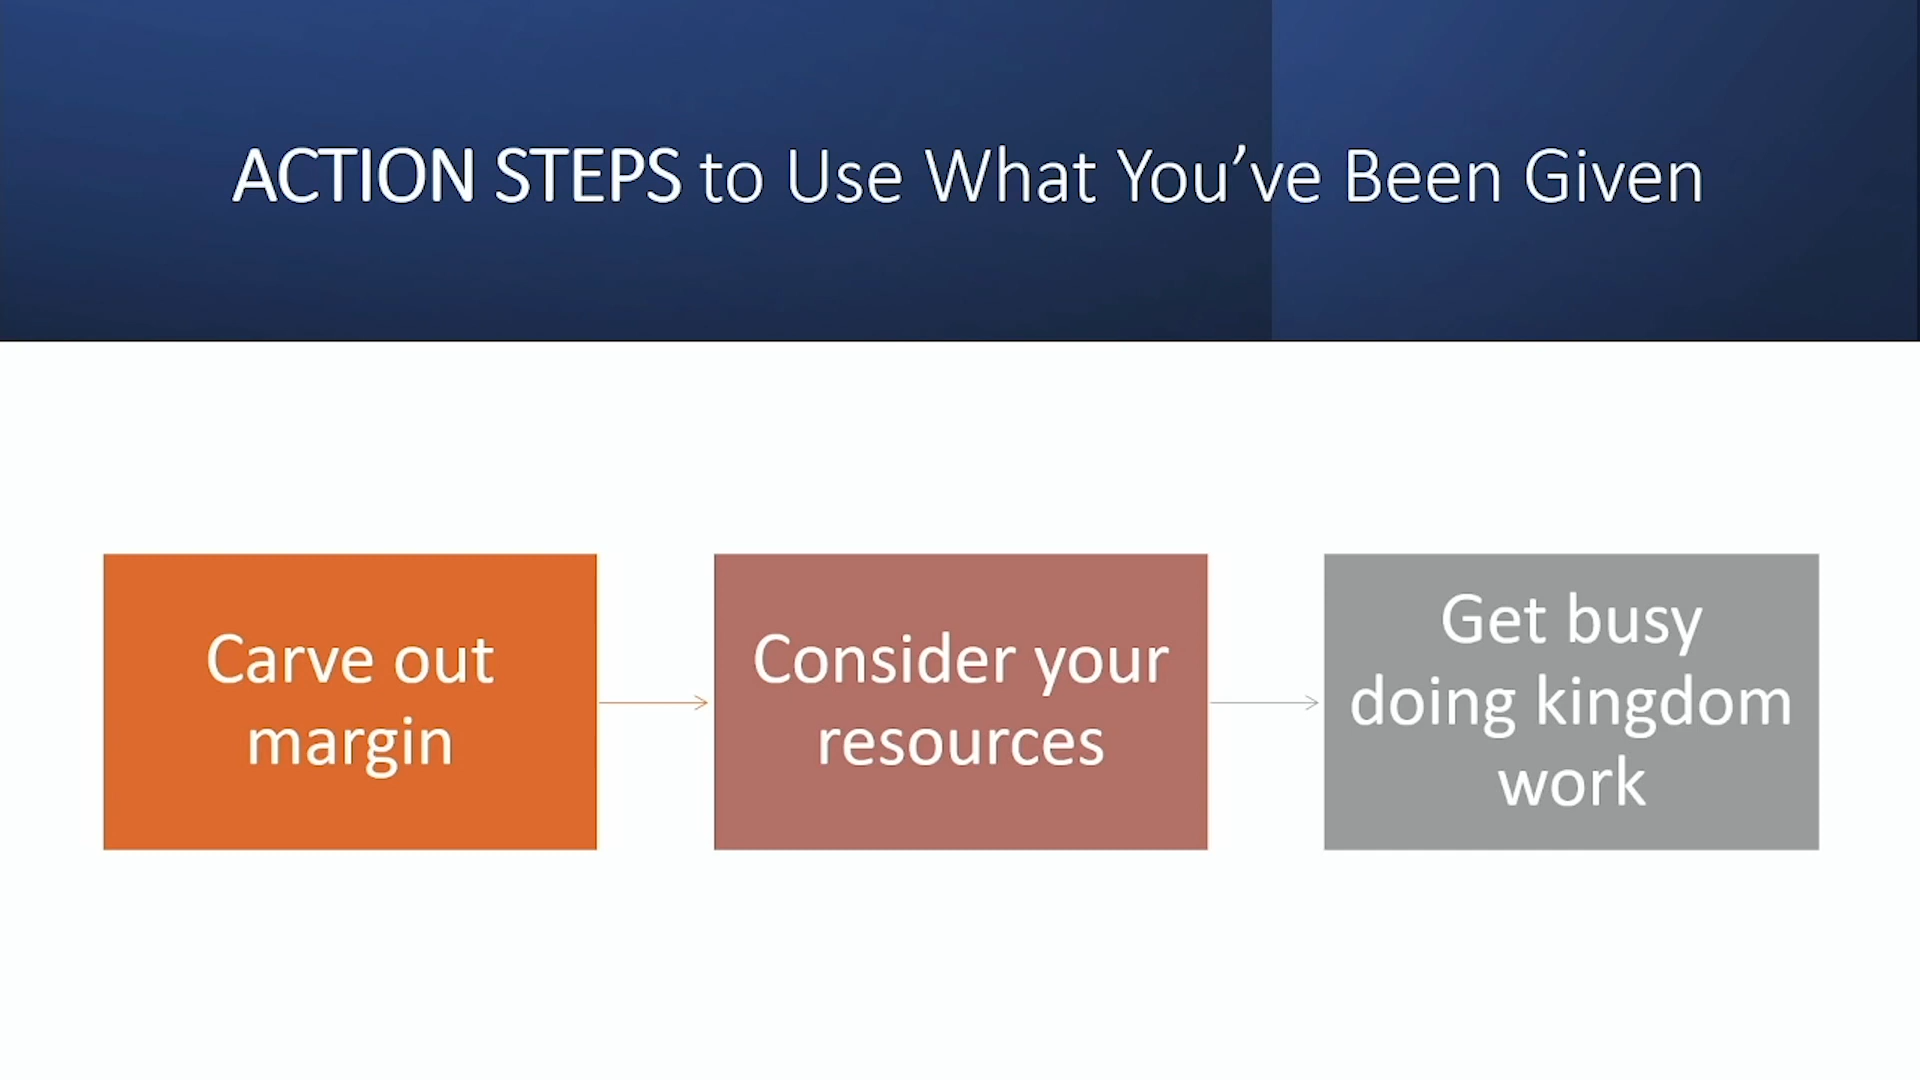 ACTION STEPS to Use What You’ve Been Given
Carve out
margin
Consider your
resources
Get busy
doing kingdom
work